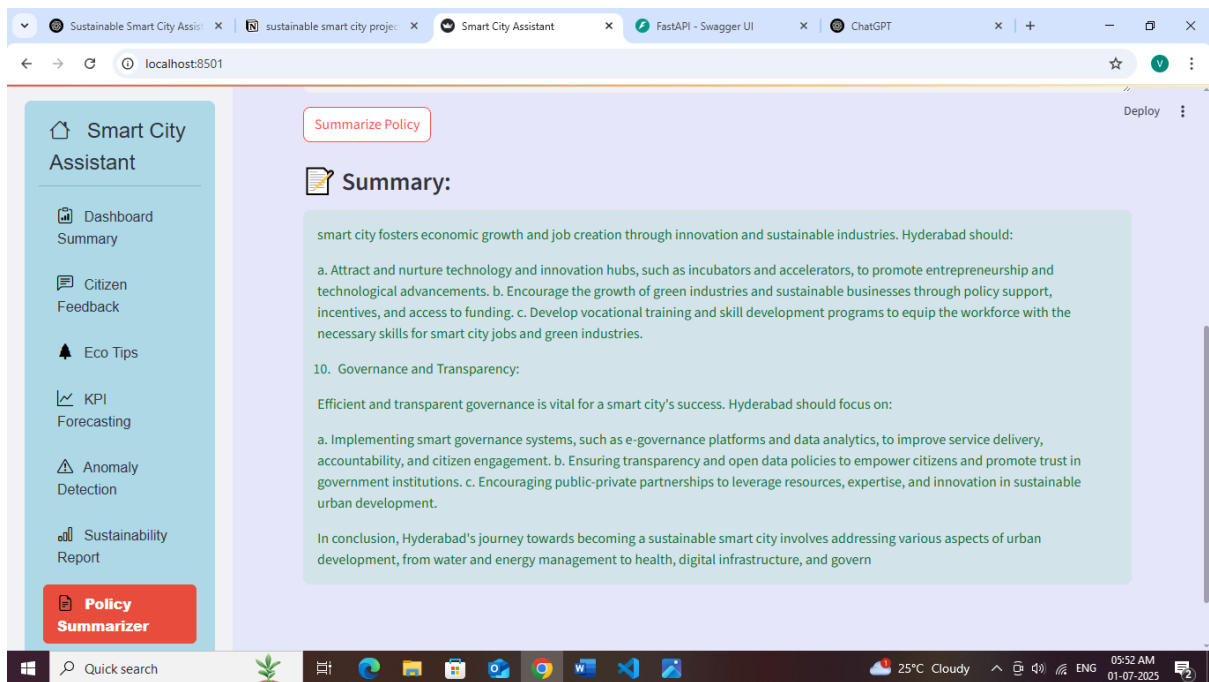 Sustainable Smart City Assist
sustainable smart city projec
Smart City Assistant
FastAPI - Swagger UI
ChatGPT
localhost:8501
V
Deploy
Smart City
Assistant
Dashboard
Summary
Citizen
Feedback
Eco Tips
KPI
Forecasting
Anomaly
Detection
Sustainability
Report
Policy
Summarizer
Summarize Policy
Summary:
smart city fosters economic growth and job creation through innovation and sustainable industries. Hyderabad should:
a. Attract and nurture technology and innovation hubs, such as incubators and accelerators, to promote entrepreneurship and
technological advancements. b. Encourage the growth of green industries and sustainable businesses through policy support,
incentives, and access to funding. c. Develop vocational training and skill development programs to equip the workforce with the
necessary skills for smart city jobs and green industries.
10. Governance and Transparency:
Efficient and transparent governance is vital for a smart city's success. Hyderabad should focus on:
a. Implementing smart governance systems, such as e-governance platforms and data analytics, to improve service delivery,
accountability, and citizen engagement. b. Ensuring transparency and open data policies to empower citizens and promote trust in
government institutions. c. Encouraging public-private partnerships to leverage resources, expertise, and innovation in sustainable
urban development.
In conclusion, Hyderabad's journey towards becoming a sustainable smart city involves addressing various aspects of urban
development, from water and energy management to health, digital infrastructure, and govern
Quick search
25°C Cloudy
ENG
05:52 AM
01-07-2025
2